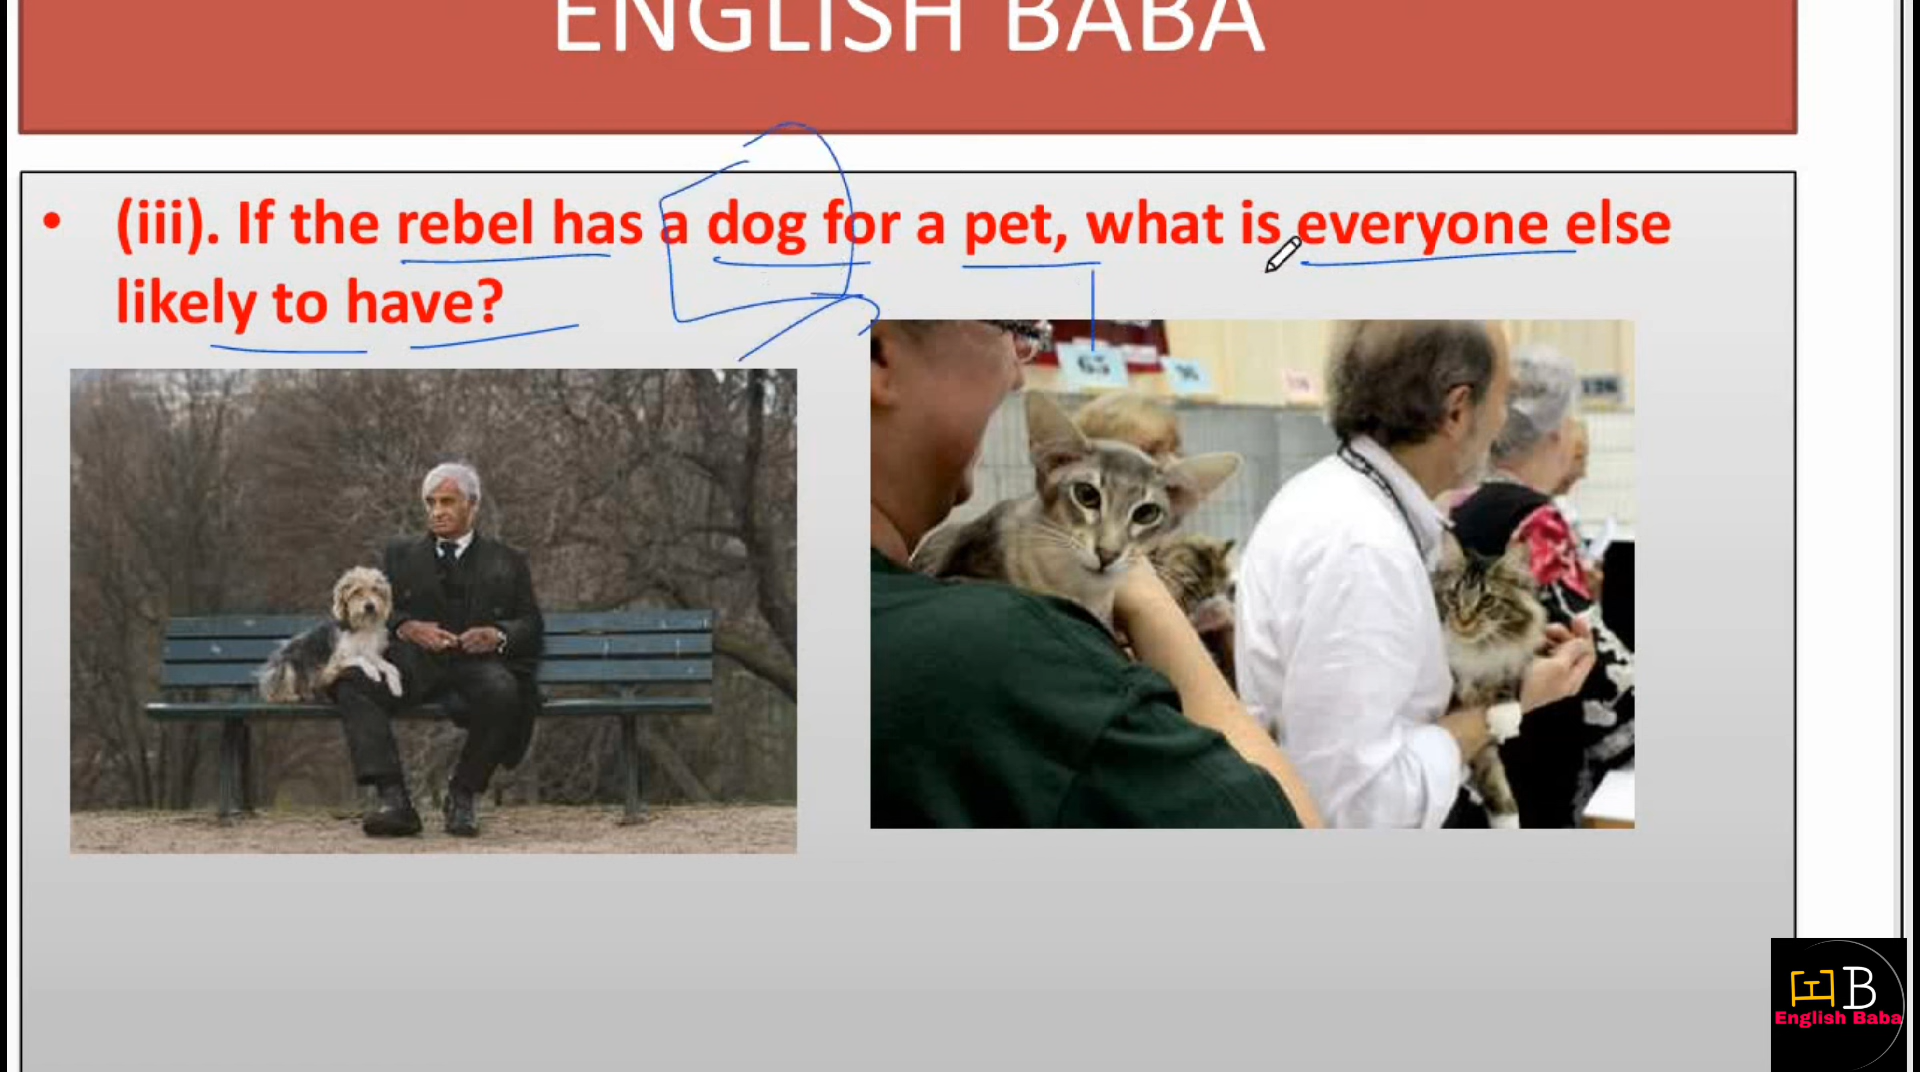 ENGLISH BABA
• (iii). If the rebel has a dog for a pet, what is everyone else
likely to have?
65
B
English Baba